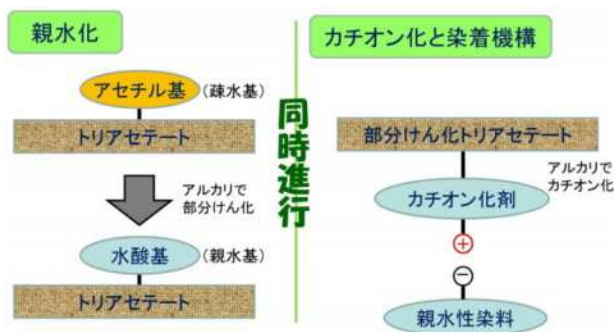 親水化
アセチル基
(疎水基)
トリアセテート
アルカリで
部分けん化
水酸基
(親水基)
トリアセテート
同時進行
カチオン化と染着機構
部分けん化トリアセテート
アルカリで
カチオン化
カチオン化剤
+
−
親水性染料